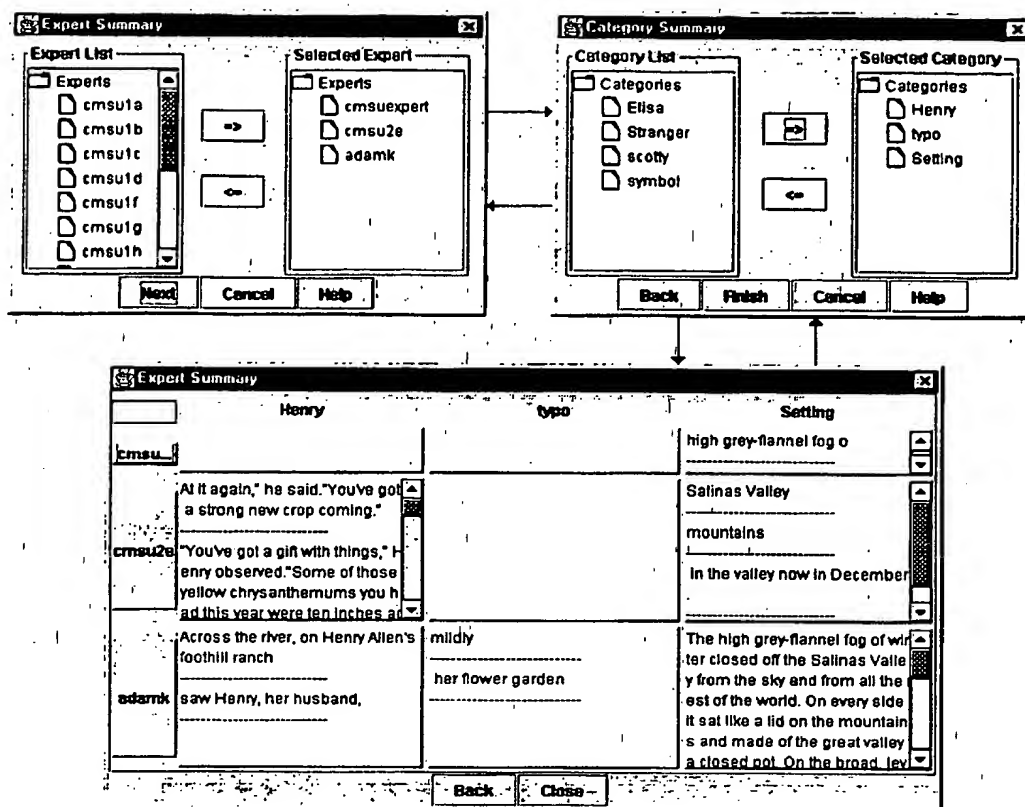 Expert Summary
Expert List
Experts
cmsu1a
cmsu1b
cmsu1c
cmsu1d
cmsu1f
cmsu1g
cmsu1h
=>
<=
Selected Expert
Experts
cmsuexpert
cmsu2e
adamk
Next Cancel Help
Category Summary
Category List
Categories
Elisa
Stranger
scotty
symbol
=>
<=
Selected Category
Categories
Henry
typo
Setting
Back Finish Cancel Help
Expert Summary
Henry typo Setting
cmsu...
high grey-flannel fog o
cmsu2e
At it again," he said."You've got
a strong new crop coming."
"You've got a gift with things," H
enry observed."Some of those
yellow chrysanthemums you h
ad this year were ten inches ac
Salinas Valley
mountains
In the valley now in December
adamk
Across the river, on Henry Allen's
foothill ranch
saw Henry, her husband,
mildly
her flower garden
The high grey-flannel fog of win
ter closed off the Salinas Valle
y from the sky and from all the r
est of the world. On every side
it sat like a lid on the mountain
s and made of the great valley
a closed pot. On the broad, lev
Back Close